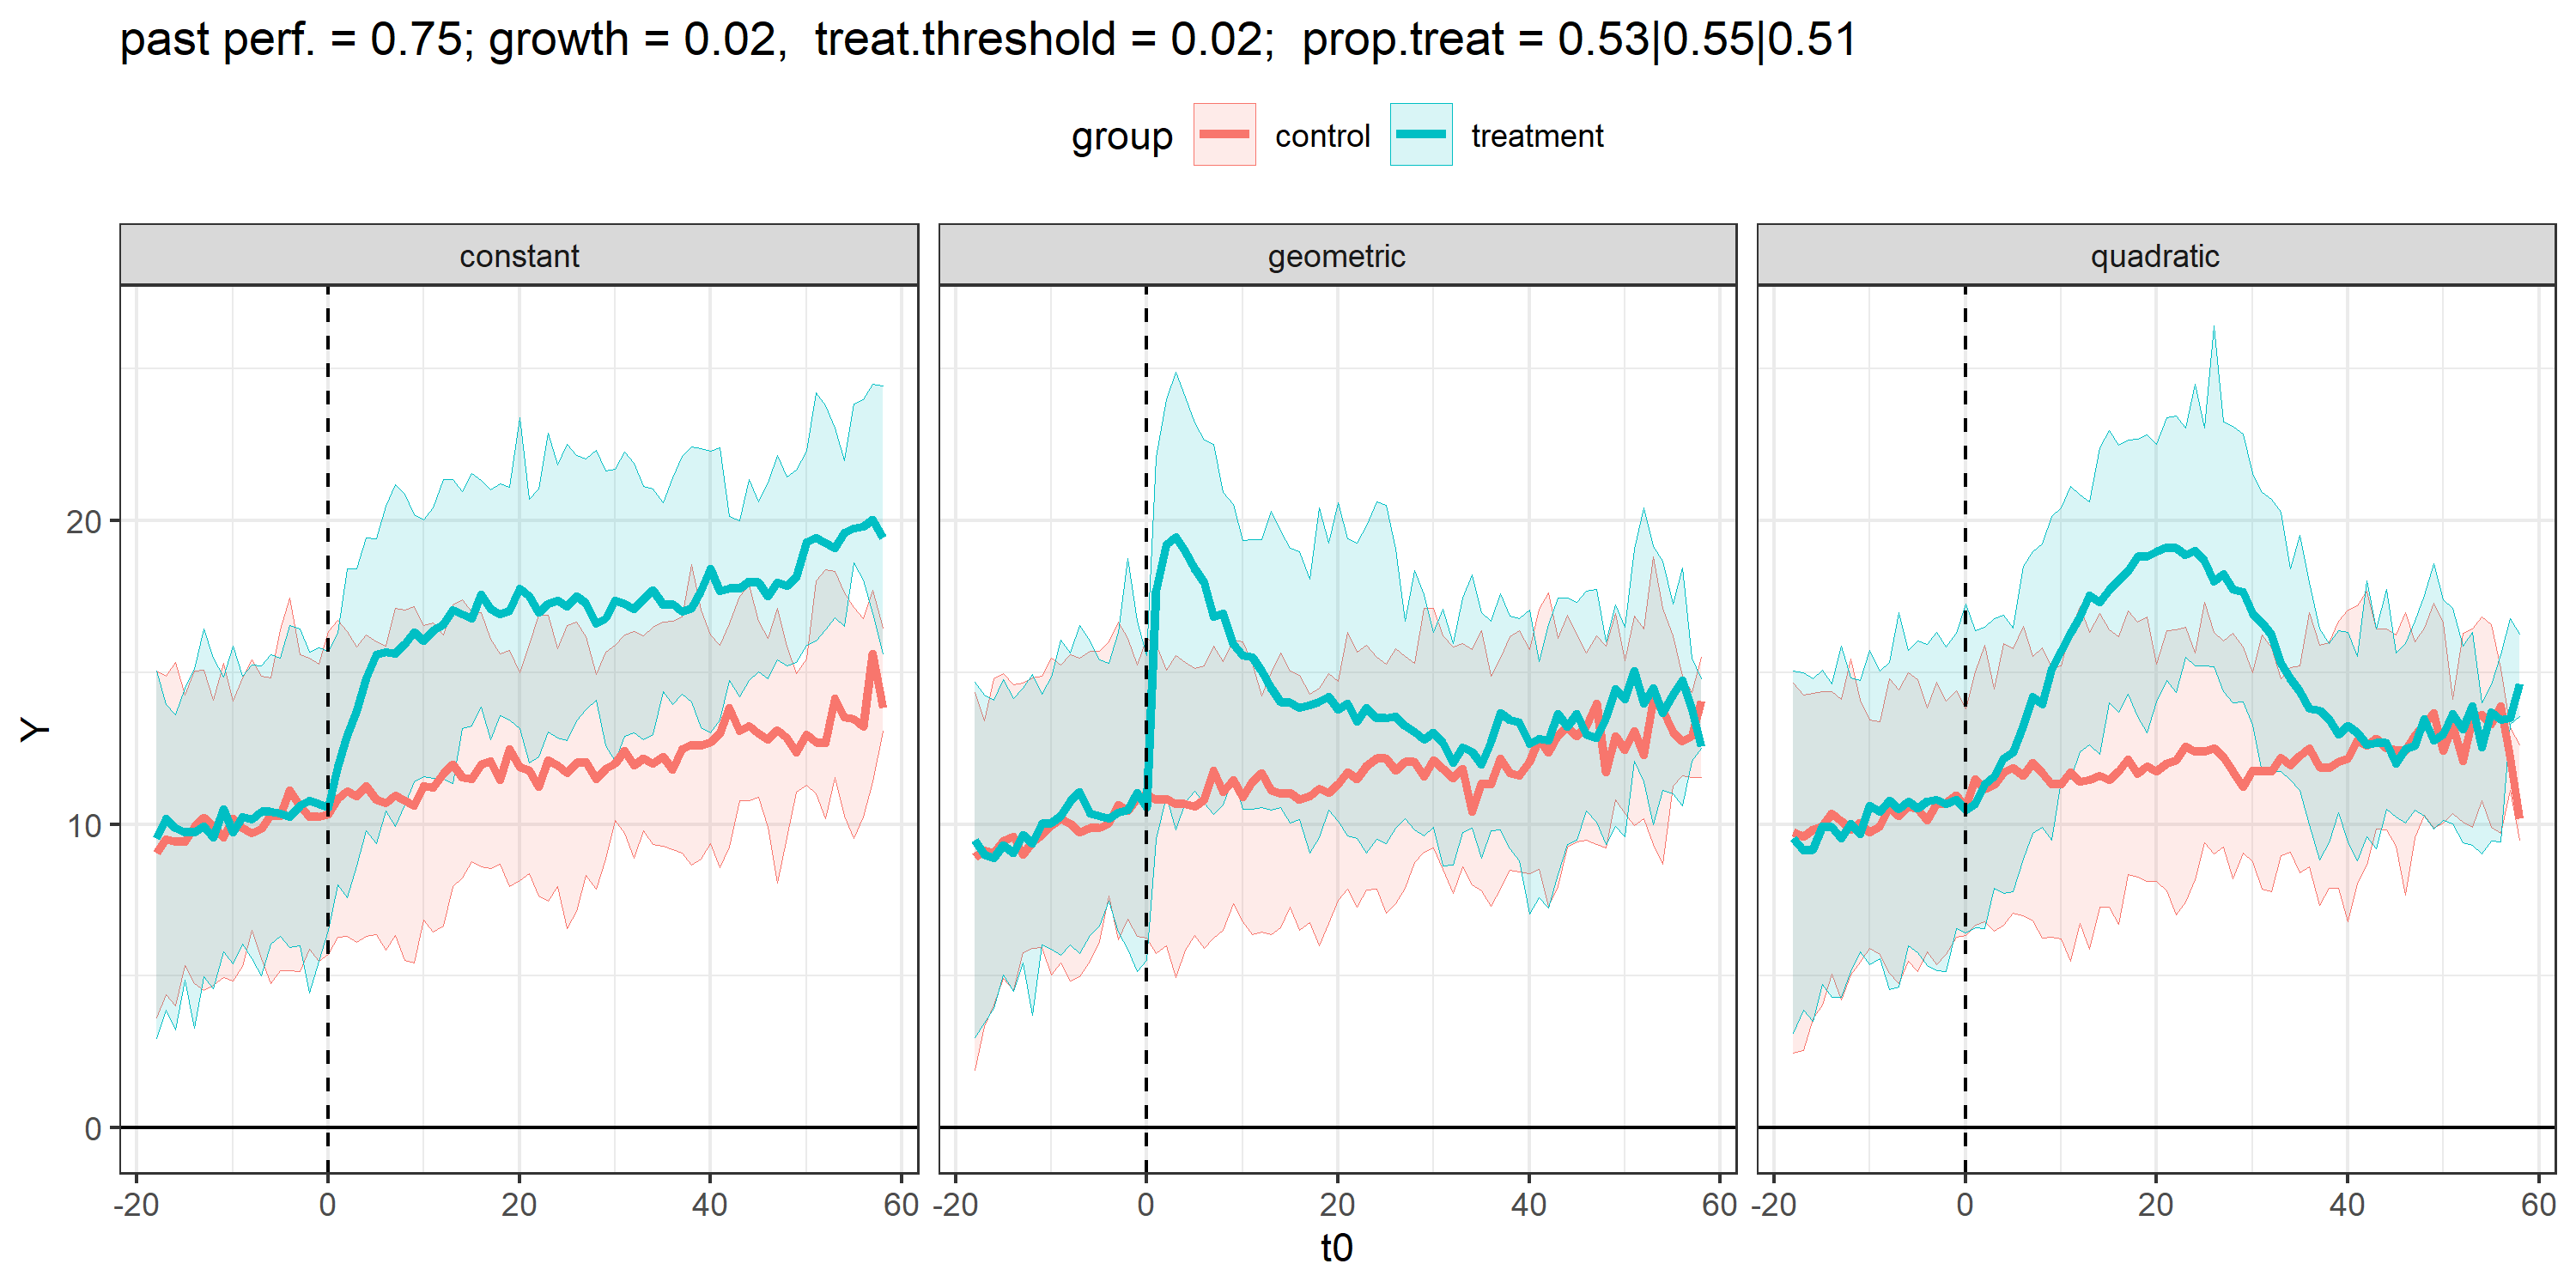 past perf. = 0.75; growth = 0.02,  treat.threshold = 0.02;  prop.treat = 0.53|0.55|0.51
group control treatment
constant geometric quadratic
20
10
0
Y
-20 0 20 40 60 -20 0 20 40 60 -20 0 20 40 60
t0